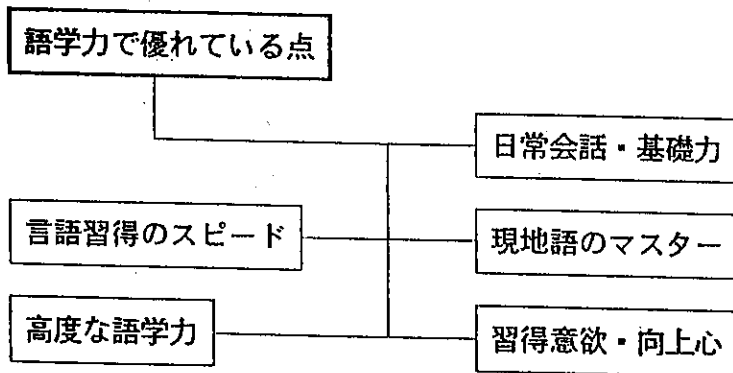 語学力で優れている点
日常会話・基礎力
言語習得のスピード
現地語のマスター
高度な語学力
習得意欲・向上心